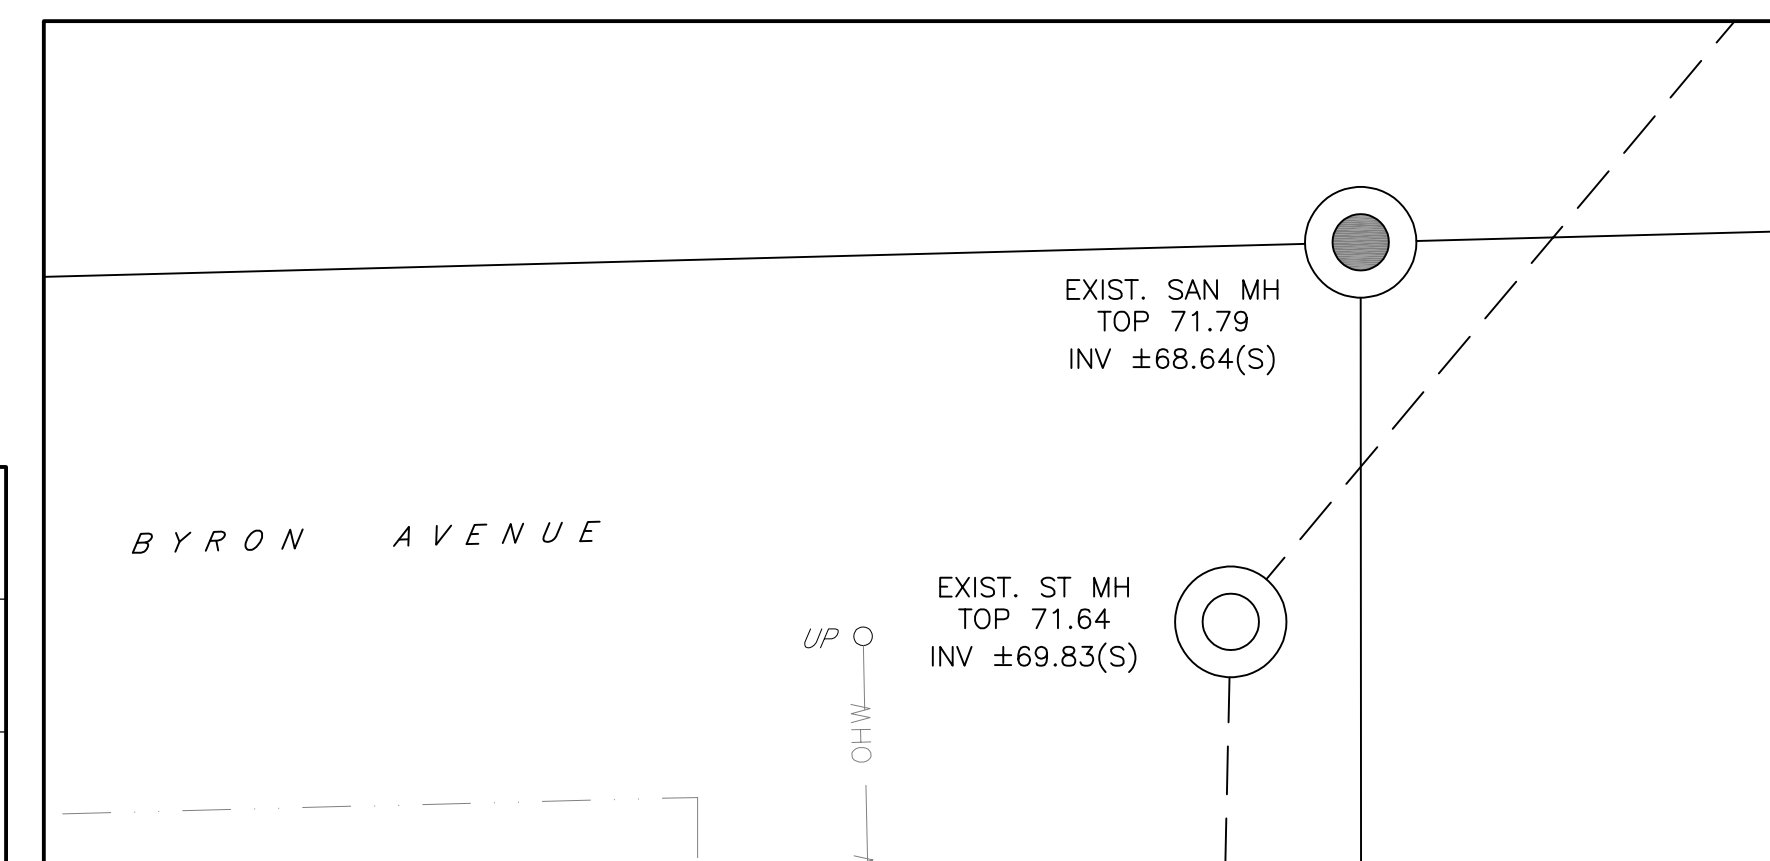 EXIST. SAN MH
TOP 71.79
INV ±68.64(S)
BYRON AVENUE
EXIST. ST MH
TOP 71.64
INV ±69.83(S)
UP
OHW